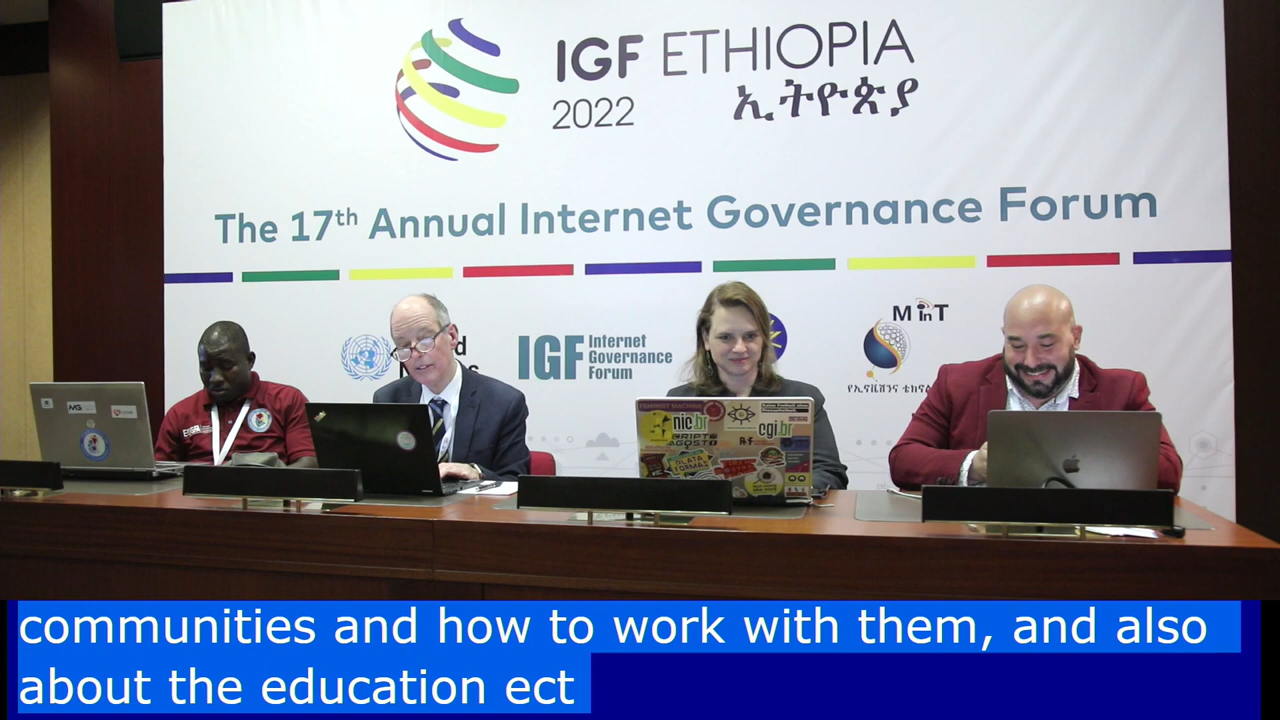 IGF ETHIOPIA
2022 ኢትዮጵያ
The 17th Annual Internet Governance Forum
IGF Internet
Governance
Forum
M in T
nic.br
cgi.br
communities and how to work with them, and also
about the education ect